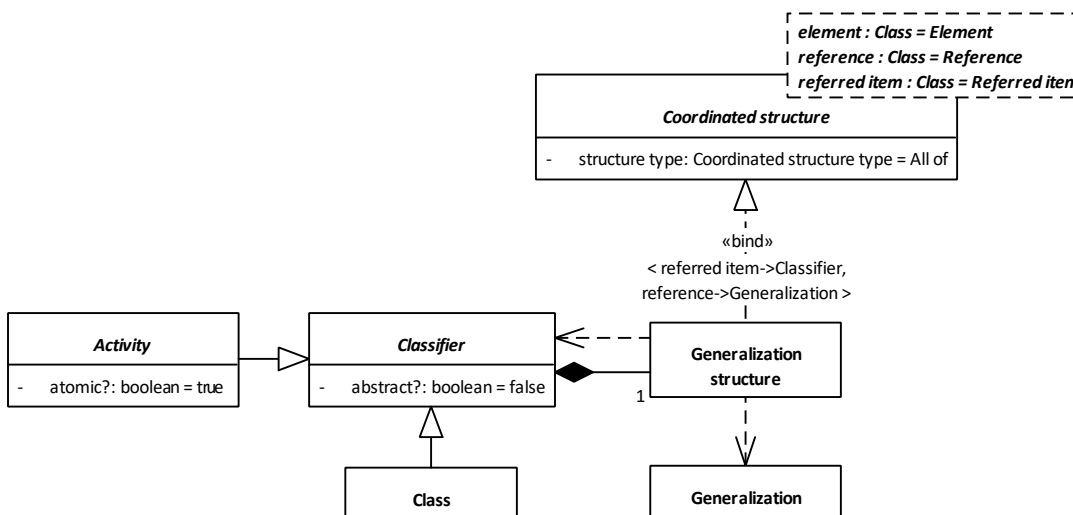 element : Class = Element
reference : Class = Reference
referred item : Class = Referred item
Coordinated structure
- structure type: Coordinated structure type = All of
«bind»
< referred item->Classifier,
reference->Generalization >
Activity
- atomic?: boolean = true
Classifier
- abstract?: boolean = false
Generalization
structure
1
Class
Generalization